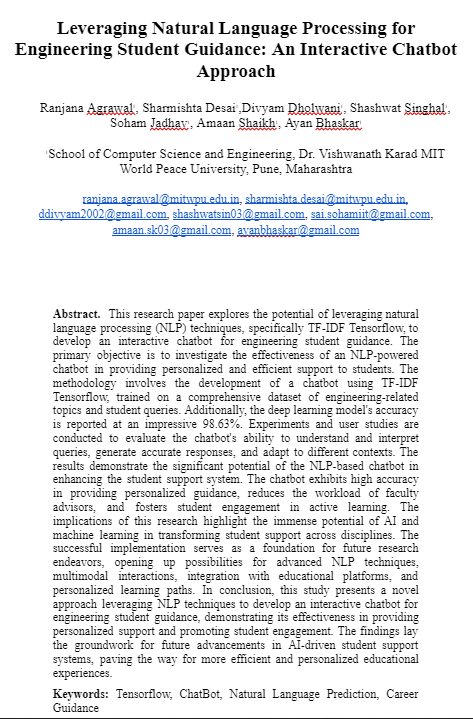 Leveraging Natural Language Processing for
Engineering Student Guidance: An Interactive Chatbot
Approach
Ranjana Agrawal¹, Sharmishta Desai¹,Divyam Dholwani¹, Shashwat Singhal¹,
Soham Jadhav¹, Amaan Shaikh¹, Ayan Bhaskar¹
¹School of Computer Science and Engineering, Dr. Vishwanath Karad MIT
World Peace University, Pune, Maharashtra
ranjana.agrawal@mitwpu.edu.in, sharmishta.desai@mitwpu.edu.in,
ddivyam2002@gmail.com, shashwatsin03@gmail.com, sai.sohamiit@gmail.com,
amaan.sk03@gmail.com, ayanbhaskar@gmail.com
Abstract. This research paper explores the potential of leveraging natural
language processing (NLP) techniques, specifically TF-IDF Tensorflow, to
develop an interactive chatbot for engineering student guidance. The
primary objective is to investigate the effectiveness of an NLP-powered
chatbot in providing personalized and efficient support to students. The
methodology involves the development of a chatbot using TF-IDF
Tensorflow, trained on a comprehensive dataset of engineering-related
topics and student queries. Additionally, the deep learning model's accuracy
is reported at an impressive 98.63%. Experiments and user studies are
conducted to evaluate the chatbot's ability to understand and interpret
queries, generate accurate responses, and adapt to different contexts. The
results demonstrate the significant potential of the NLP-based chatbot in
enhancing the student support system. The chatbot exhibits high accuracy
in providing personalized guidance, reduces the workload of faculty
advisors, and fosters student engagement in active learning. The
implications of this research highlight the immense potential of AI and
machine learning in transforming student support across disciplines. The
successful implementation serves as a foundation for future research
endeavors, opening up possibilities for advanced NLP techniques,
multimodal interactions, integration with educational platforms, and
personalized learning paths. In conclusion, this study presents a novel
approach leveraging NLP techniques to develop an interactive chatbot for
engineering student guidance, demonstrating its effectiveness in providing
personalized support and promoting student engagement. The findings lay
the groundwork for future advancements in AI-driven student support
systems, paving the way for more efficient and personalized educational
experiences.
Keywords: Tensorflow, ChatBot, Natural Language Prediction, Career
Guidance